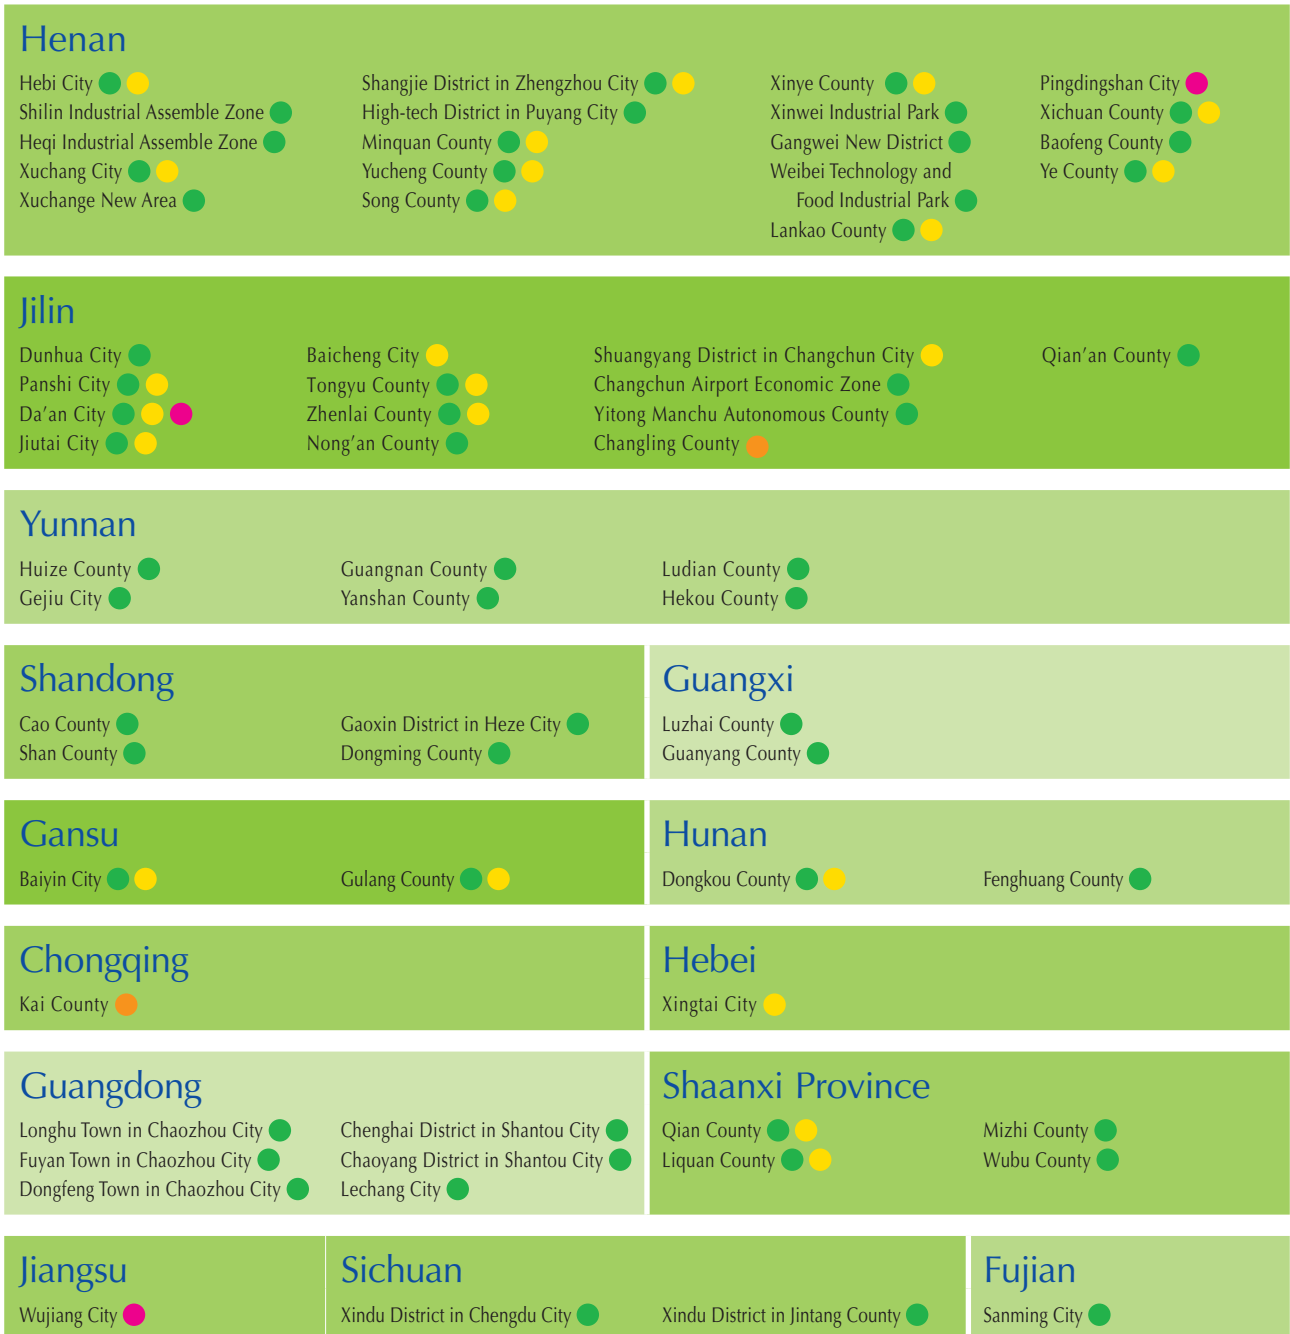 Henan
Hebi City
Shilin Industrial Assemble Zone
Heqi Industrial Assemble Zone
Xuchang City
Xuchange New Area
Shangjie District in Zhengzhou City
High-tech District in Puyang City
Minquan County
Yucheng County
Song County
Xinye County
Xinwei Industrial Park
Gangwei New District
Weibei Technology and
Food Industrial Park
Lankao County
Pingdingshan City
Xichuan County
Baofeng County
Ye County
Jilin
Dunhua City
Panshi City
Da’an City
Jiutai City
Baicheng City
Tongyu County
Zhenlai County
Nong’an County
Shuangyang District in Changchun City
Changchun Airport Economic Zone
Yitong Manchu Autonomous County
Changling County
Qian’an County
Yunnan
Huize County
Gejiu City
Guangnan County
Yanshan County
Ludian County
Hekou County
Shandong
Cao County
Shan County
Gaoxin District in Heze City
Dongming County
Guangxi
Luzhai County
Guanyang County
Gansu
Baiyin City
Gulang County
Hunan
Dongkou County
Fenghuang County
Chongqing
Kai County
Hebei
Xingtai City
Guangdong
Longhu Town in Chaozhou City
Fuyan Town in Chaozhou City
Dongfeng Town in Chaozhou City
Chenghai District in Shantou City
Chaoyang District in Shantou City
Lechang City
Shaanxi Province
Qian County
Liquan County
Mizhi County
Wubu County
Jiangsu
Wujiang City
Sichuan
Xindu District in Chengdu City
Xindu District in Jintang County
Fujian
Sanming City